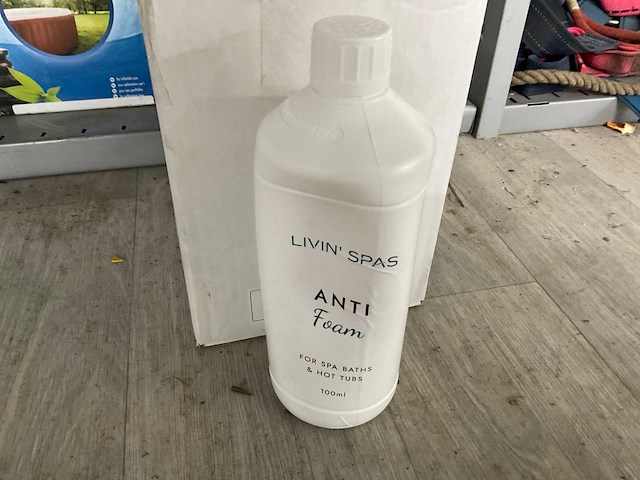 LIVIN' SPAS
ANTI
Foam
FOR SPA BATHS
& HOT TUBS
100ml